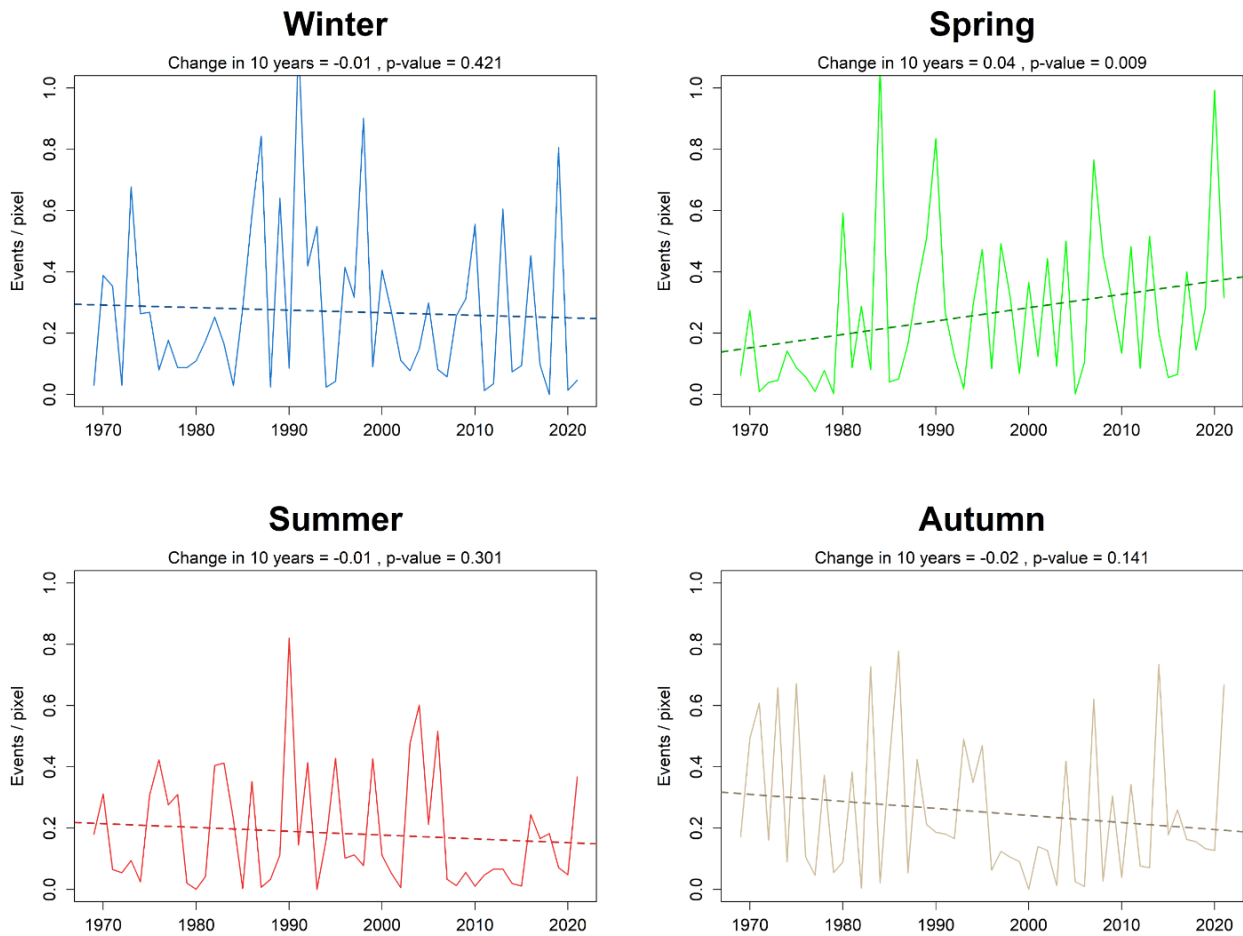 Winter
Change in 10 years = -0.01 , p-value = 0.421
Events / pixel
1.0
0.8
0.6
0.4
0.2
0.0
1970 1980 1990 2000 2010 2020
Spring
Change in 10 years = 0.04 , p-value = 0.009
Events / pixel
1.0
0.8
0.6
0.4
0.2
0.0
1970 1980 1990 2000 2010 2020
Summer
Change in 10 years = -0.01 , p-value = 0.301
Events / pixel
1.0
0.8
0.6
0.4
0.2
0.0
1970 1980 1990 2000 2010 2020
Autumn
Change in 10 years = -0.02 , p-value = 0.141
Events / pixel
1.0
0.8
0.6
0.4
0.2
0.0
1970 1980 1990 2000 2010 2020